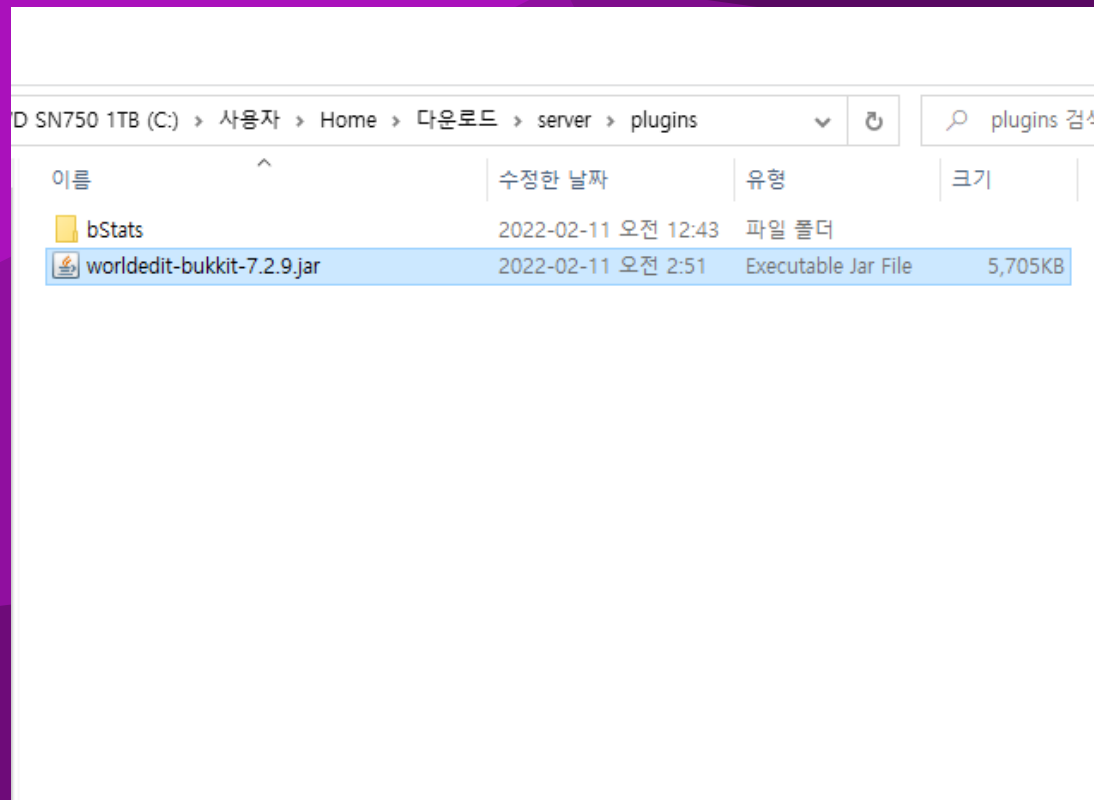 D SN750 1TB (C:) › 사용자 › Home › 다운로드 › server › plugins plugins 검색
이름 수정한 날짜 유형 크기
bStats 2022-02-11 오전 12:43 파일 폴더
worldedit-bukkit-7.2.9.jar 2022-02-11 오전 2:51 Executable Jar File 5,705KB